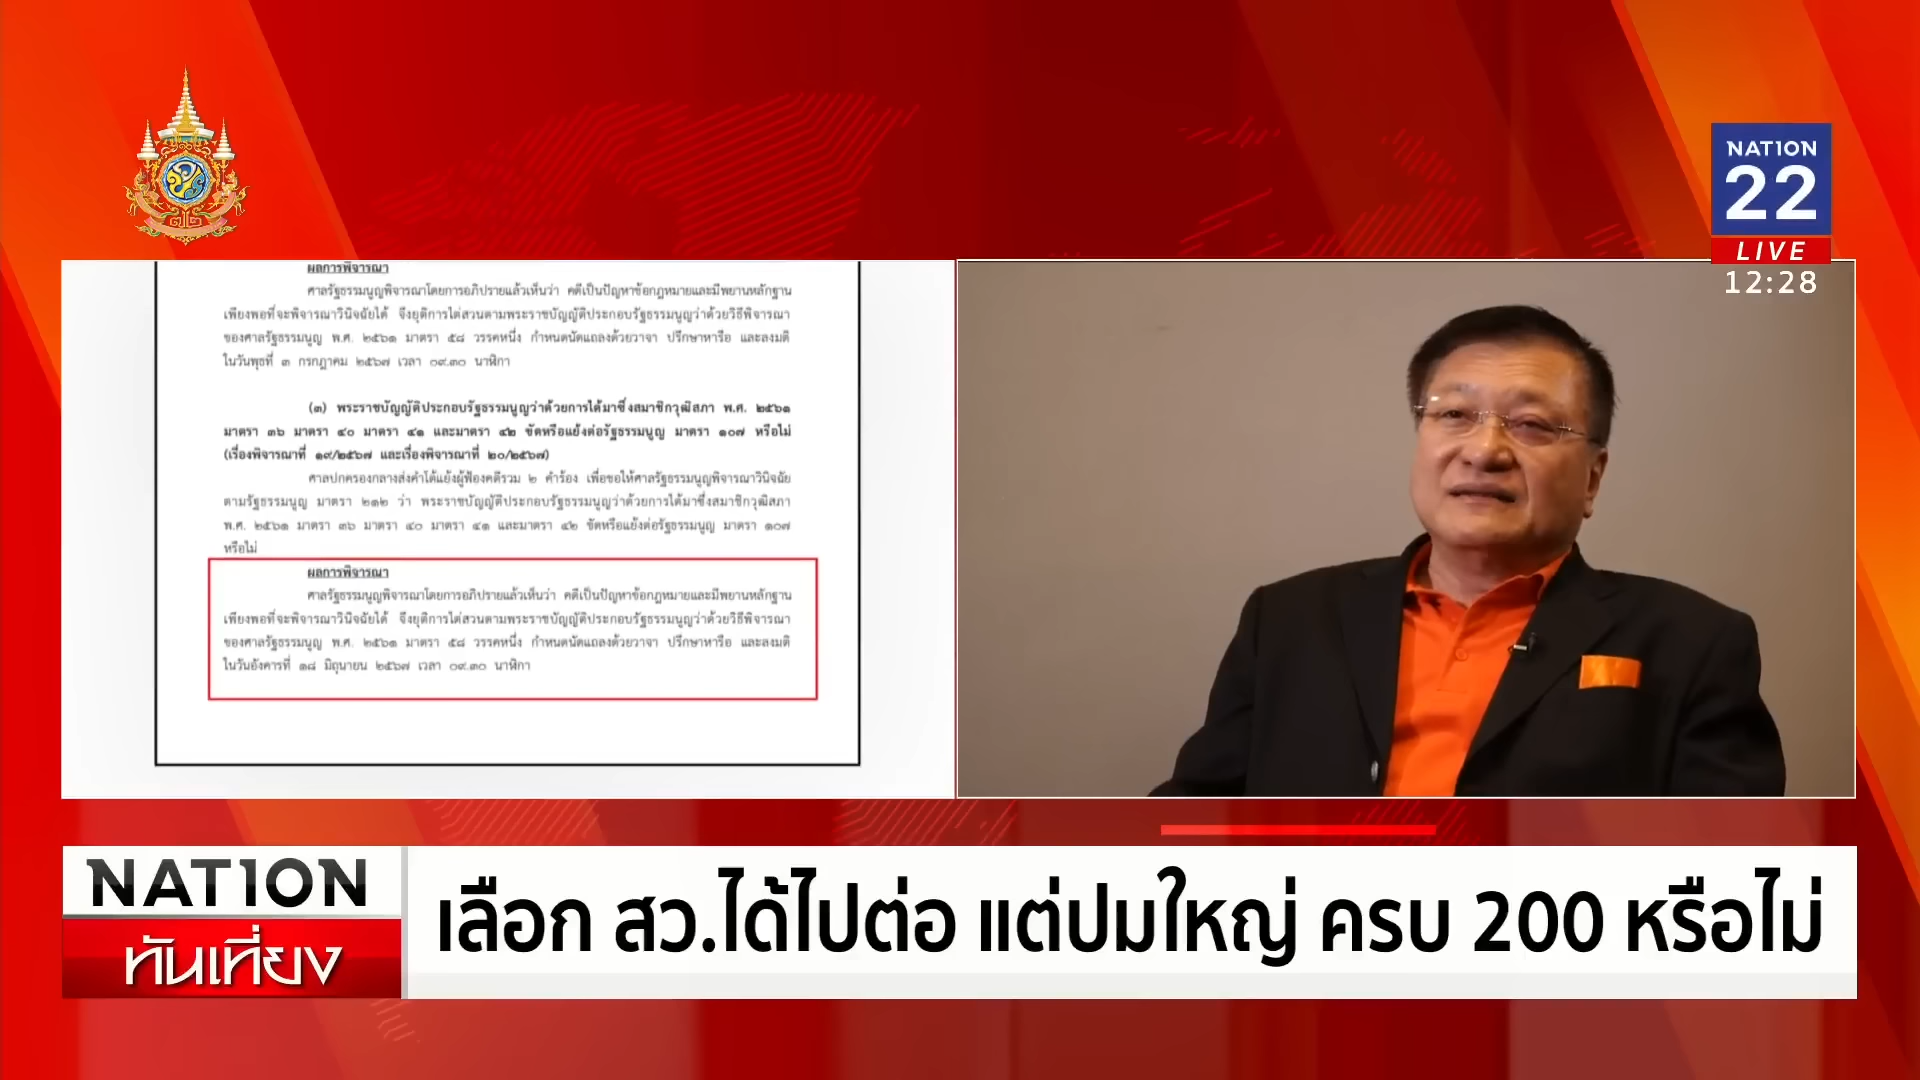 NATION
22
LIVE
12:28
ผลการพิจารณา
ศาลรัฐธรรมนูญพิจารณาโดยการอภิปรายแล้วเห็นว่า คดีเป็นปัญหาข้อกฎหมายและมีพยานหลักฐาน
เพียงพอที่จะพิจารณาวินิจฉัยได้ จึงยุติการไต่สวนตามพระราชบัญญัติประกอบรัฐธรรมนูญว่าด้วยวิธีพิจารณา
ของศาลรัฐธรรมนูญ พ.ศ. ๒๕๖๑ มาตรา ๕๘ วรรคหนึ่ง กำหนดนัดแถลงด้วยวาจา ปรึกษาหารือ และลงมติ
ในวันพุธที่ ๓ กรกฎาคม ๒๕๖๗ เวลา ๐๙.๓๐ นาฬิกา
(๓) พระราชบัญญัติประกอบรัฐธรรมนูญว่าด้วยการได้มาซึ่งสมาชิกวุฒิสภา พ.ศ. ๒๕๖๑
มาตรา ๓๖ มาตรา ๔๐ มาตรา ๔๑ และมาตรา ๔๒ ขัดหรือแย้งต่อรัฐธรรมนูญ มาตรา ๑๐๗ หรือไม่
(เรื่องพิจารณาที่ ๑๙/๒๕๖๗ และเรื่องพิจารณาที่ ๒๐/๒๕๖๗)
ศาลปกครองกลางส่งคำโต้แย้งผู้ฟ้องคดีรวม ๒ คำร้อง เพื่อขอให้ศาลรัฐธรรมนูญพิจารณาวินิจฉัย
ตามรัฐธรรมนูญ มาตรา ๒๑๒ ว่า พระราชบัญญัติประกอบรัฐธรรมนูญว่าด้วยการได้มาซึ่งสมาชิกวุฒิสภา
พ.ศ. ๒๕๖๑ มาตรา ๓๖ มาตรา ๔๐ มาตรา ๔๑ และมาตรา ๔๒ ขัดหรือแย้งต่อรัฐธรรมนูญ มาตรา ๑๐๗
หรือไม่
ผลการพิจารณา
ศาลรัฐธรรมนูญพิจารณาโดยการอภิปรายแล้วเห็นว่า คดีเป็นปัญหาข้อกฎหมายและมีพยานหลักฐาน
เพียงพอที่จะพิจารณาวินิจฉัยได้ จึงยุติการไต่สวนตามพระราชบัญญัติประกอบรัฐธรรมนูญว่าด้วยวิธีพิจารณา
ของศาลรัฐธรรมนูญ พ.ศ. ๒๕๖๑ มาตรา ๕๘ วรรคหนึ่ง กำหนดนัดแถลงด้วยวาจา ปรึกษาหารือ และลงมติ
ในวันอังคารที่ ๑๘ มิถุนายน ๒๕๖๗ เวลา ๐๙.๓๐ นาฬิกา
NATION
ทันเที่ยง
เลือก สว.ได้ไปต่อ แต่ปมใหญ่ ครบ 200 หรือไม่